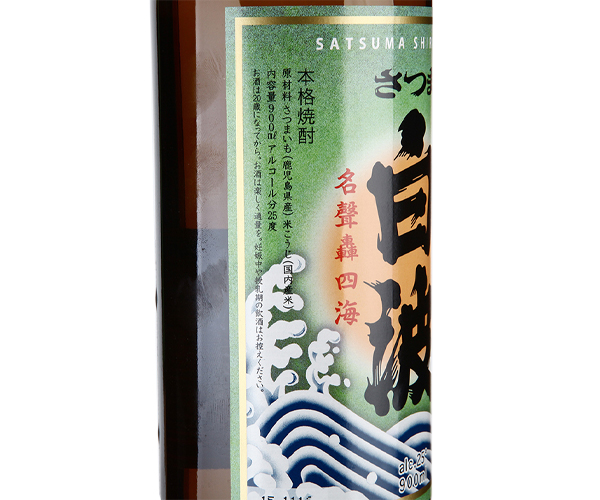 SATSUMA SHI
さつま
白波
名聲轟四海
本格焼酎
原材料 さつまいも(鹿児島県産)米こうじ(国内産米)
内容量900ml アルコール分25度
お酒は20歳になってから。お酒は楽しく適量を。妊娠中や授乳期の飲酒はお控えください。
alc.25°
900m